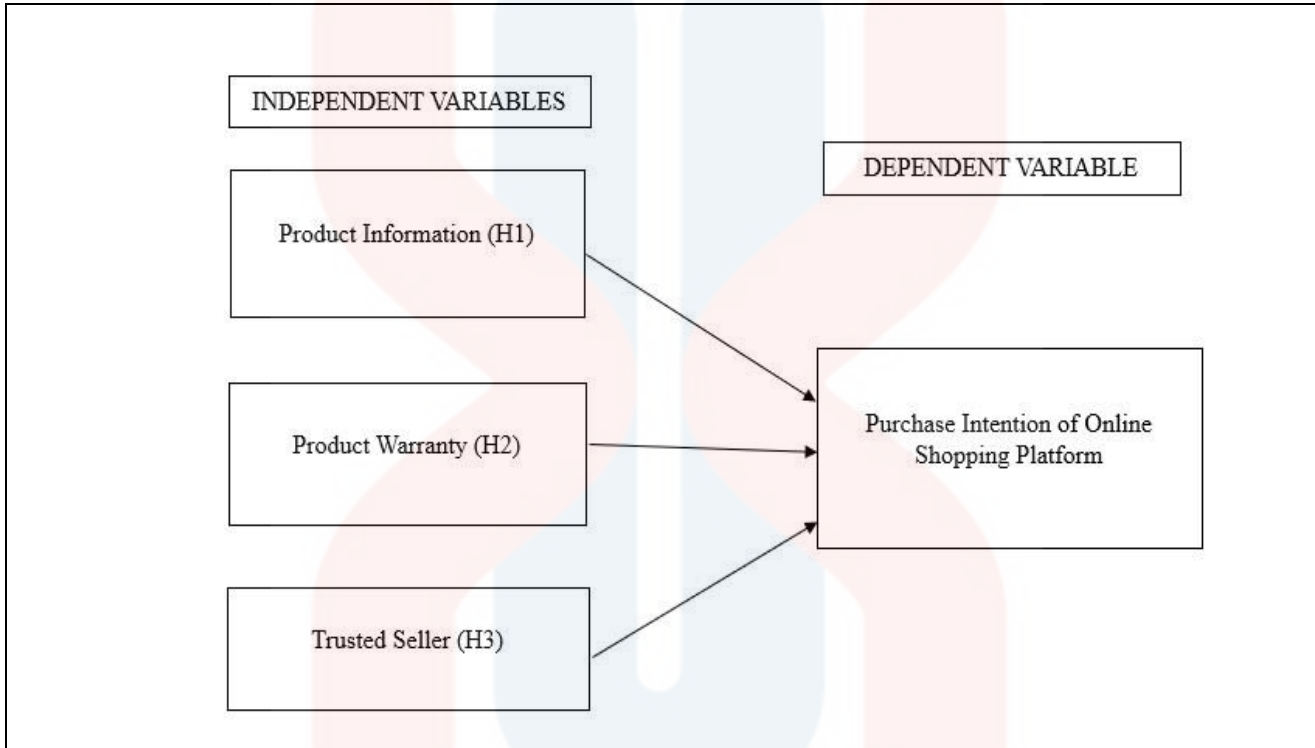 INDEPENDENT VARIABLES
Product Information (H1)
Product Warranty (H2)
Trusted Seller (H3)
DEPENDENT VARIABLE
Purchase Intention of Online
Shopping Platform